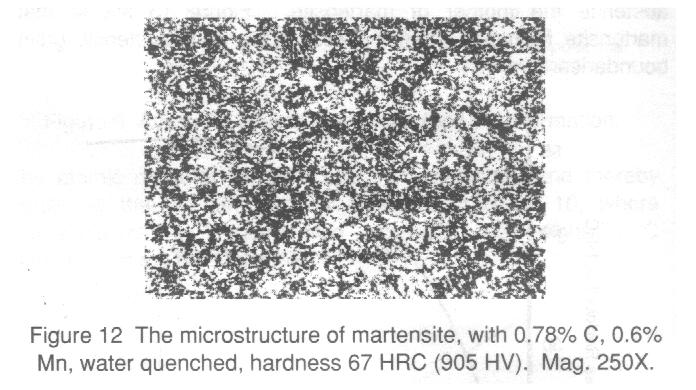 Figure 12 The microstructure of martensite, with 0.78% C, 0.6%
Mn, water quenched, hardness 67 HRC (905 HV). Mag. 250X.